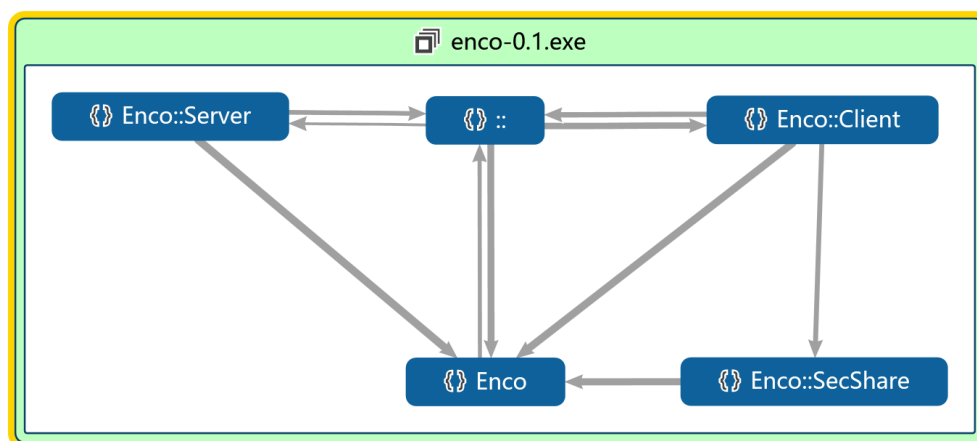 enco-0.1.exe
{} Enco::Server
{} ::
{} Enco::Client
{} Enco
{} Enco::SecShare